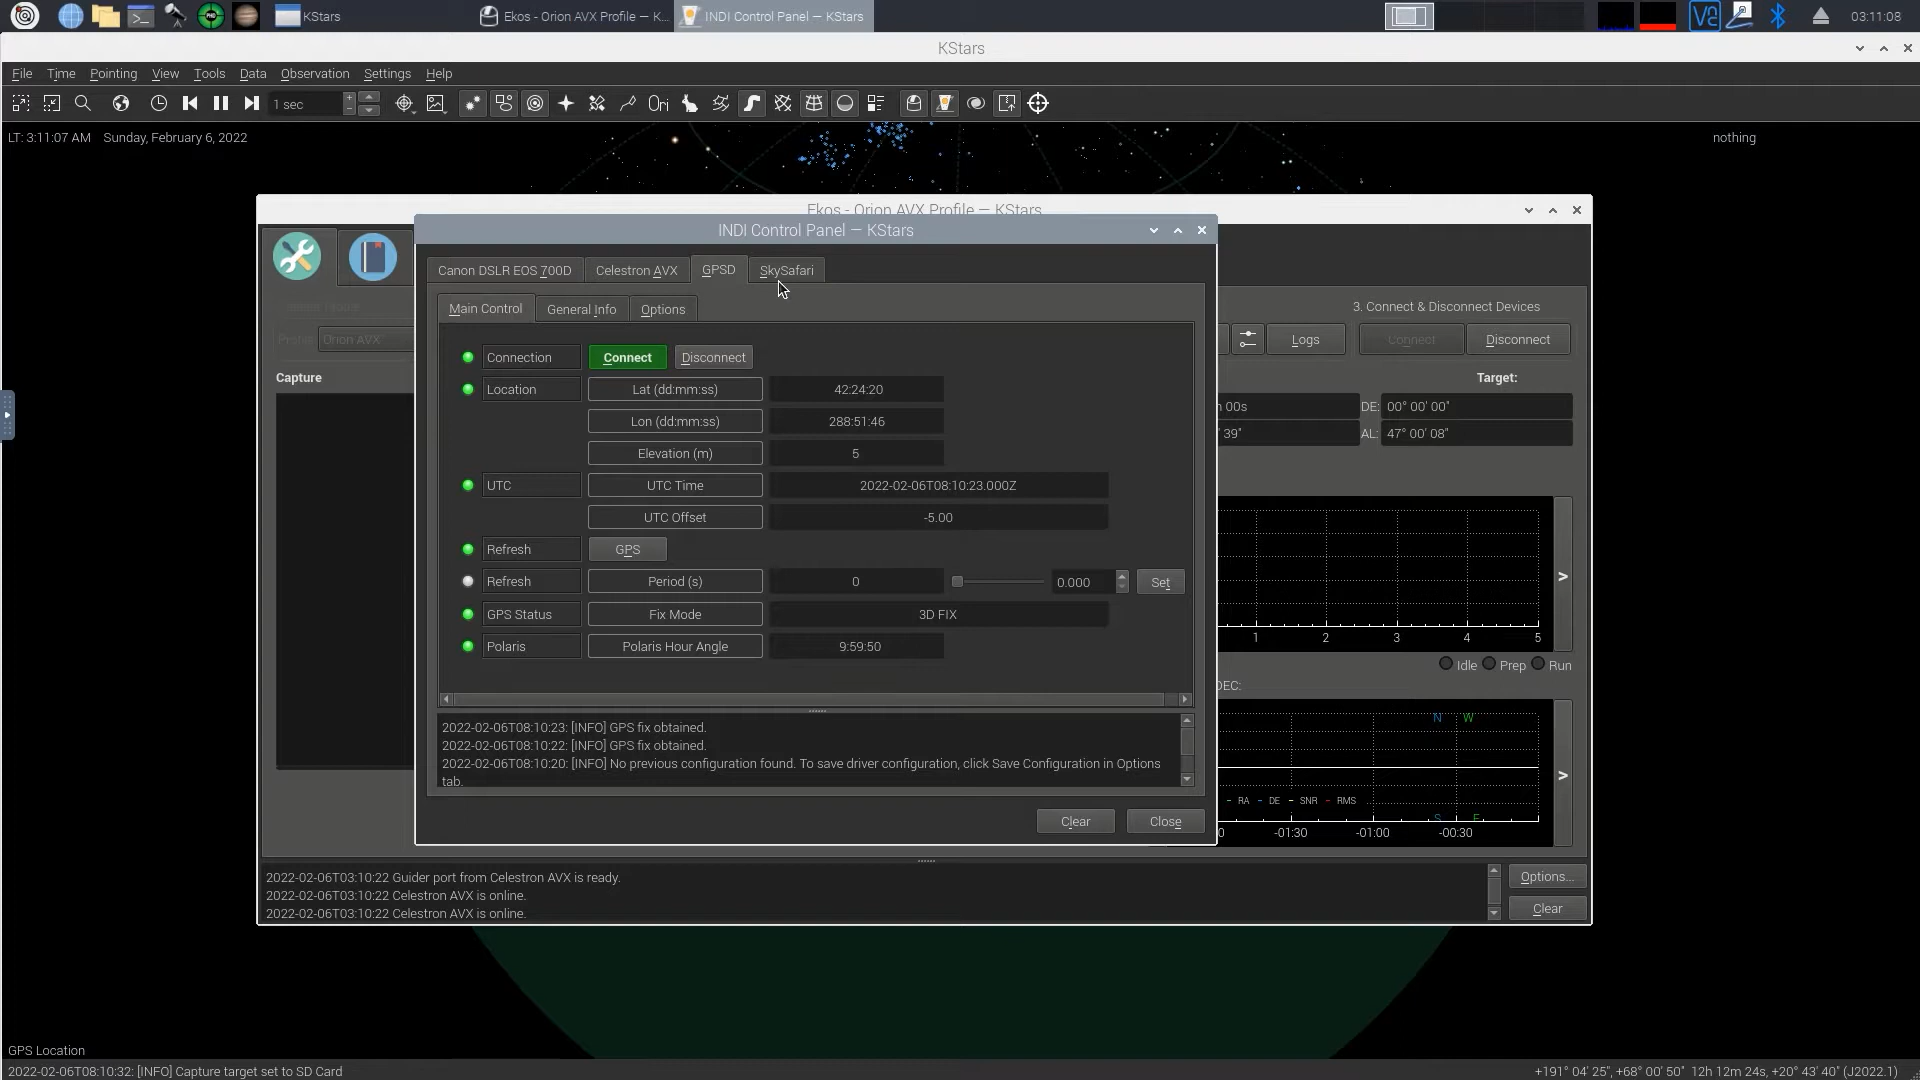 KStars
Ekos - Orion AVX Profile — K...
INDI Control Panel — KStars
03:11:08
KStars
File Time Pointing View Tools Data Observation Settings Help
1 sec
Ori
LT: 3:11:07 AM Sunday, February 6, 2022
nothing
Ekos - Orion AVX Profile — KStars
INDI Control Panel — KStars
Canon DSLR EOS 700D Celestron AVX GPSD SkySafari
Main Control General Info Options
3. Connect & Disconnect Devices
Profile: Orion AVX
Logs
Connect
Disconnect
Capture
Target:
Connection Connect Disconnect
Location Lat (dd:mm:ss) 42:24:20
Lon (dd:mm:ss) 288:51:46
Elevation (m) 5
UTC UTC Time 2022-02-06T08:10:23.000Z
UTC Offset -5.00
Refresh GPS
Refresh Period (s) 0 0.000 Set
GPS Status Fix Mode 3D FIX
Polaris Polaris Hour Angle 9:59:50
00s DE: 00° 00' 00"
39" AL: 47° 00' 08"
>
1 2 3 4 5
Idle Prep Run
DEC:
N W
>
RA DE SNR RMS
S E
0 -01:30 -01:00 -00:30
2022-02-06T08:10:23: [INFO] GPS fix obtained.
2022-02-06T08:10:22: [INFO] GPS fix obtained.
2022-02-06T08:10:20: [INFO] No previous configuration found. To save driver configuration, click Save Configuration in Options
tab.
Clear Close
2022-02-06T03:10:22 Guider port from Celestron AVX is ready.
2022-02-06T03:10:22 Celestron AVX is online.
2022-02-06T03:10:22 Celestron AVX is online.
Options...
Clear
GPS Location
2022-02-06T08:10:32: [INFO] Capture target set to SD Card
+191° 04' 25", +68° 00' 50" 12h 12m 24s, +20° 43' 40" (J2022.1)